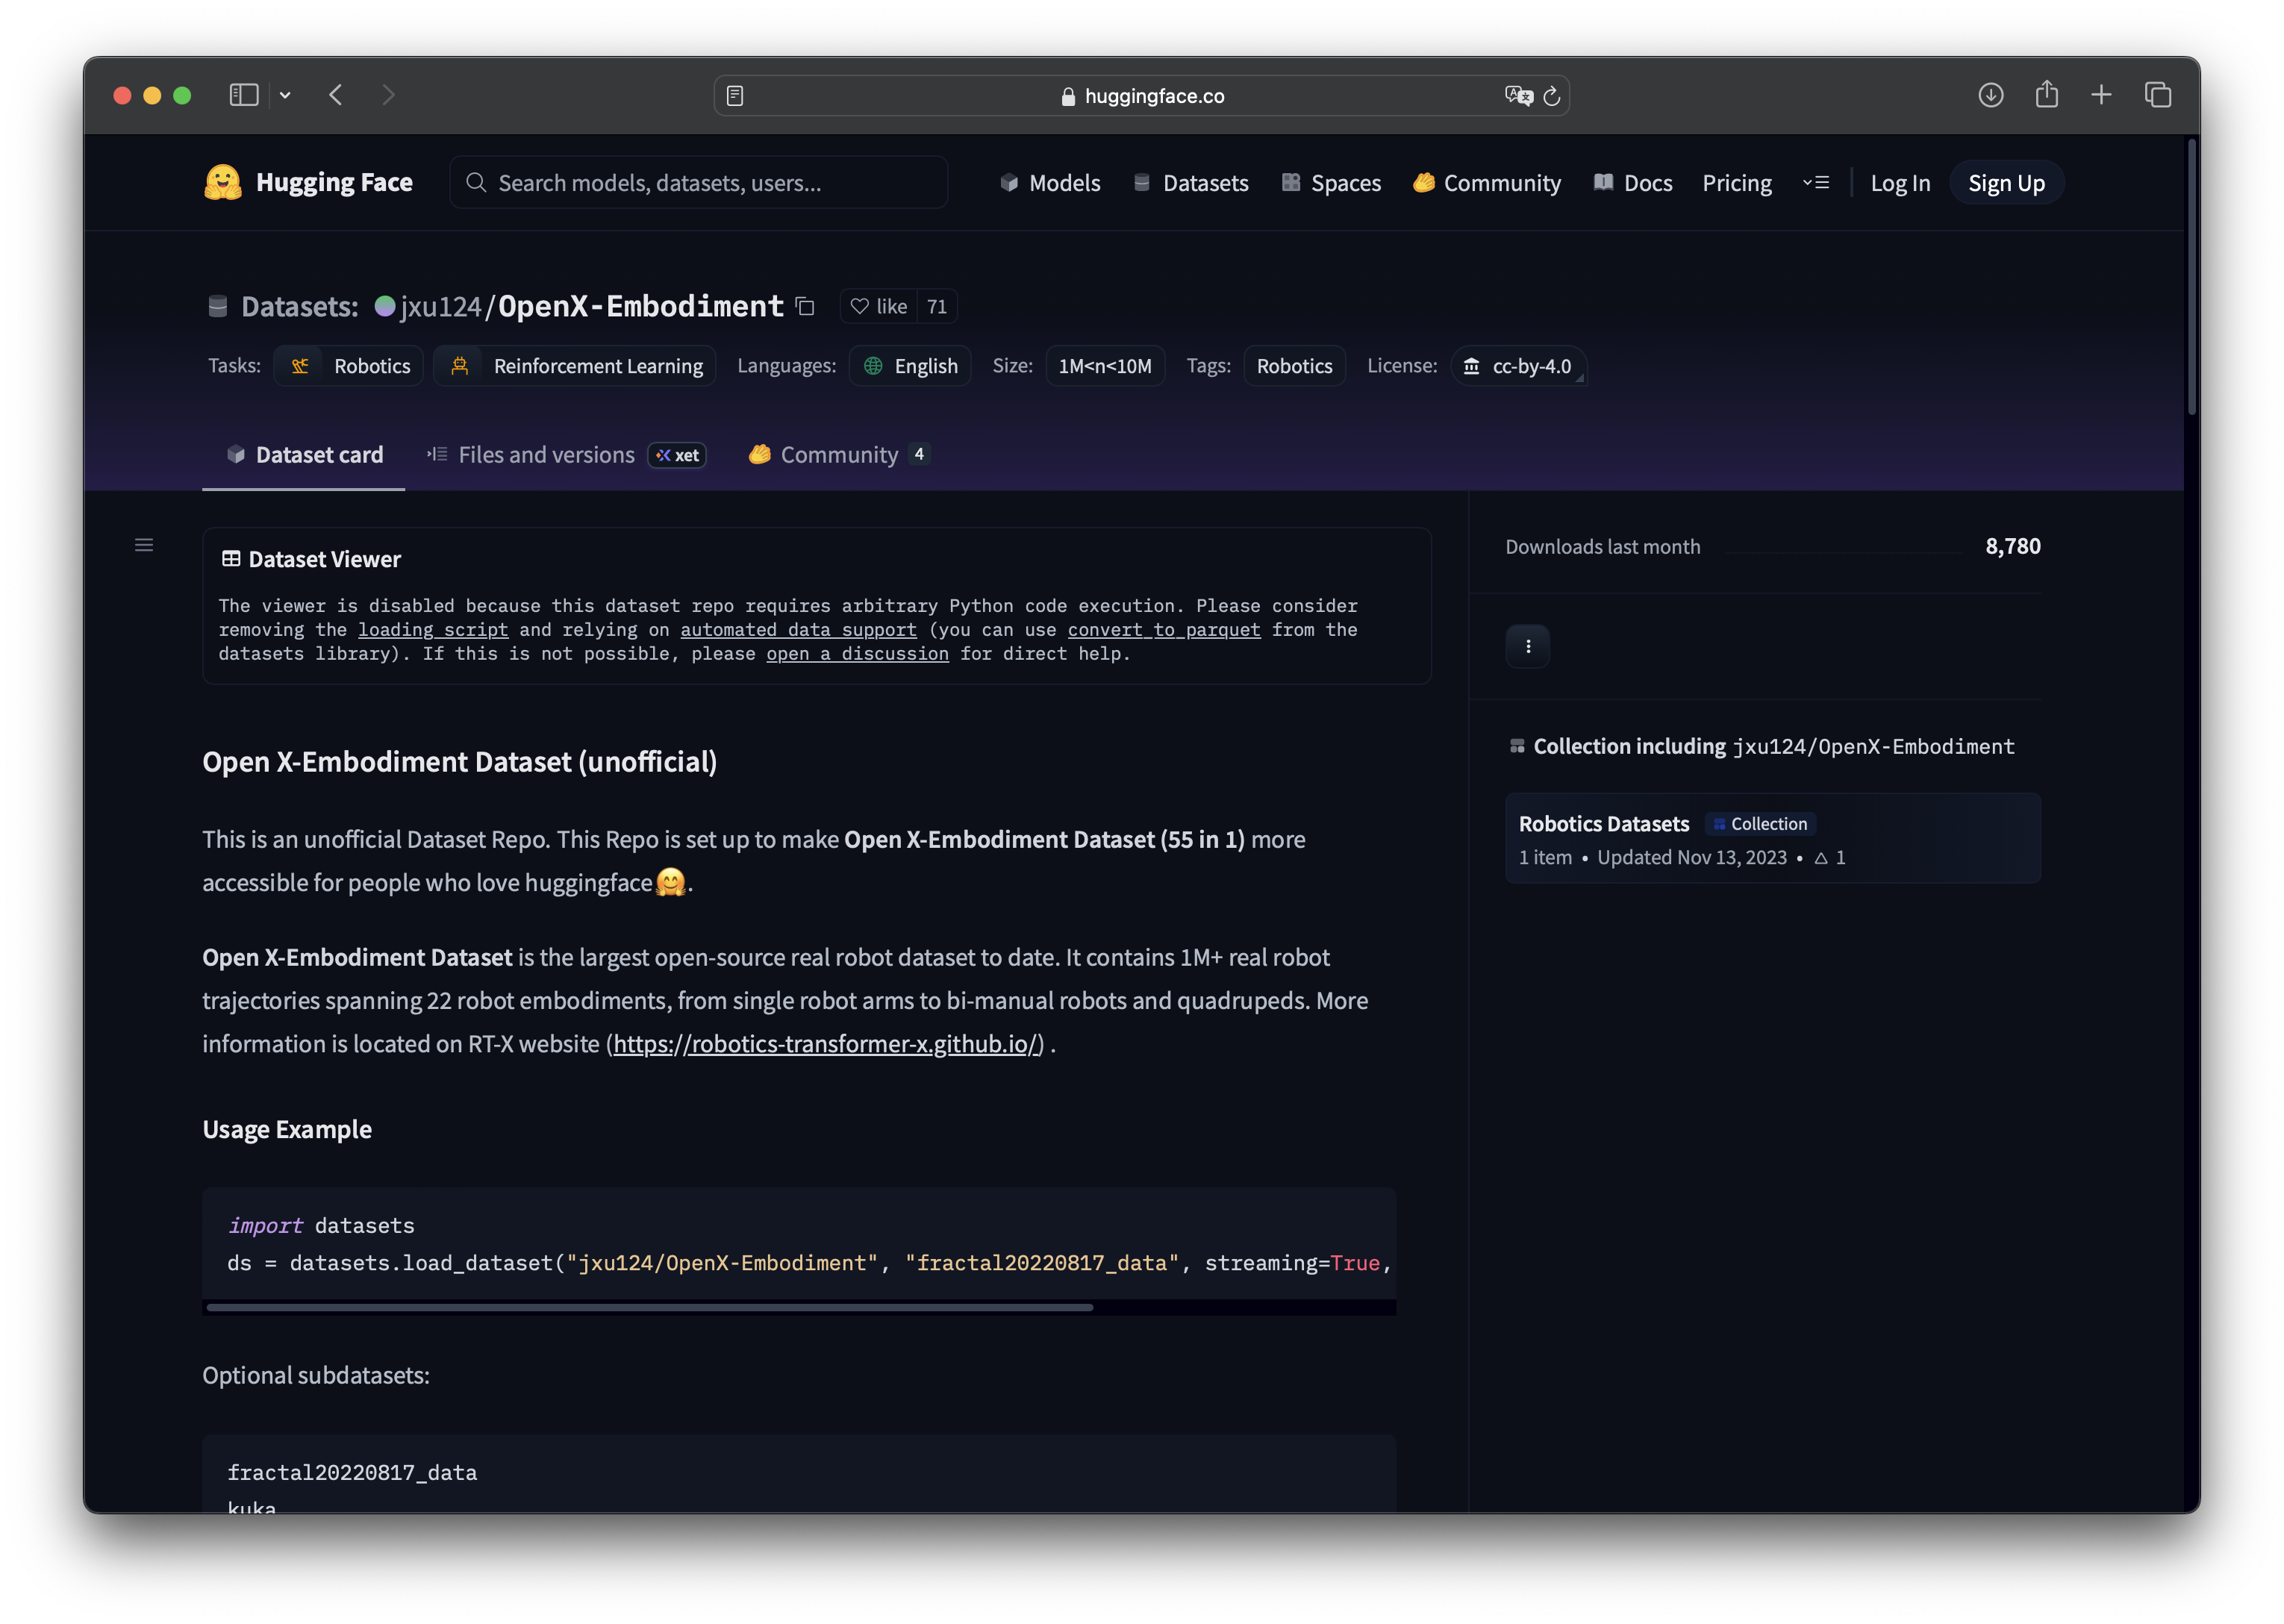 huggingface.co
Hugging Face
Search models, datasets, users...
Models
Datasets
Spaces
Community
Docs
Pricing
Log In
Sign Up
Datasets: jxu124/OpenX-Embodiment
like 71
Tasks: Robotics Reinforcement Learning Languages: English Size: 1M<n<10M Tags: Robotics License: cc-by-4.0
Dataset card
Files and versions xet
Community 4
Dataset Viewer
The viewer is disabled because this dataset repo requires arbitrary Python code execution. Please consider
removing the loading script and relying on automated data support (you can use convert_to_parquet from the
datasets library). If this is not possible, please open a discussion for direct help.
Open X-Embodiment Dataset (unofficial)
This is an unofficial Dataset Repo. This Repo is set up to make Open X-Embodiment Dataset (55 in 1) more
accessible for people who love huggingface🤗.
Open X-Embodiment Dataset is the largest open-source real robot dataset to date. It contains 1M+ real robot
trajectories spanning 22 robot embodiments, from single robot arms to bi-manual robots and quadrupeds. More
information is located on RT-X website (https://robotics-transformer-x.github.io/) .
Usage Example
import datasets
ds = datasets.load_dataset("jxu124/OpenX-Embodiment", "fractal20220817_data", streaming=True,
Optional subdatasets:
fractal20220817_data
kuka
Downloads last month
8,780
Collection including jxu124/OpenX-Embodiment
Robotics Datasets Collection
1 item • Updated Nov 13, 2023 • △ 1